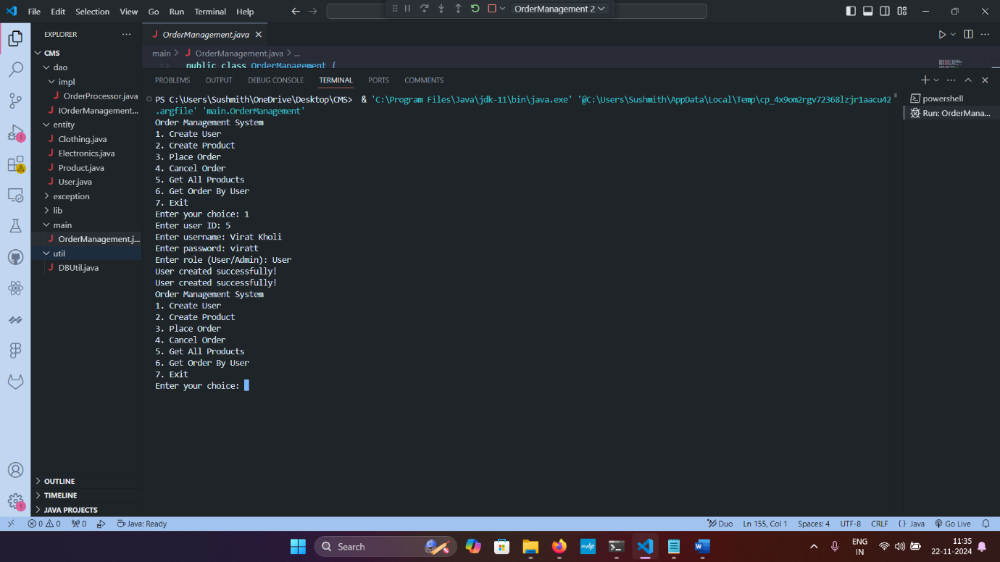 File Edit Selection View Go Run Terminal Help
OrderManagement 2
EXPLORER
OrderManagement.java
CMS
main > OrderManagement.java > ...
12 public class OrderManagement {
dao
impl
OrderProcessor.java
IOrderManagement...
entity
Clothing.java
Electronics.java
Product.java
User.java
exception
lib
main
OrderManagement.j...
util
DBUtil.java
OUTLINE
TIMELINE
JAVA PROJECTS
PROBLEMS OUTPUT DEBUG CONSOLE TERMINAL PORTS COMMENTS
powershell
Run: OrderMana...
PS C:\Users\Sushmith\OneDrive\Desktop\CMS> & 'C:\Program Files\Java\jdk-11\bin\java.exe' '@C:\Users\Sushmith\AppData\Local\Temp\cp_4x9om2rgv72368lzjr1aacu42
.argfile' 'main.OrderManagement'
Order Management System
1. Create User
2. Create Product
3. Place Order
4. Cancel Order
5. Get All Products
6. Get Order By User
7. Exit
Enter your choice: 1
Enter user ID: 5
Enter username: Virat Kholi
Enter password: viratt
Enter role (User/Admin): User
User created successfully!
User created successfully!
Order Management System
1. Create User
2. Create Product
3. Place Order
4. Cancel Order
5. Get All Products
6. Get Order By User
7. Exit
Enter your choice:
0 0 0 Java: Ready
Duo Ln 155, Col 1 Spaces: 4 UTF-8 CRLF {} Java Go Live
Search
ENG
IN
11:35
22-11-2024